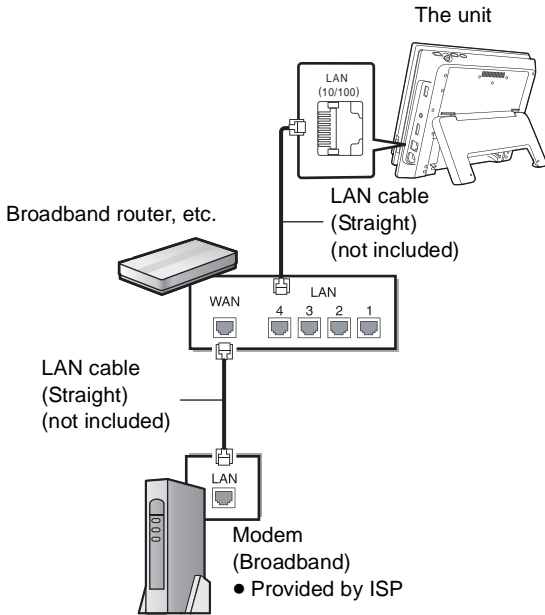 The unit
LAN
(10/100)
LAN cable
(Straight)
(not included)
Broadband router, etc.
WAN
LAN
4 3 2 1
LAN cable
(Straight)
(not included)
LAN
Modem
(Broadband)
● Provided by ISP